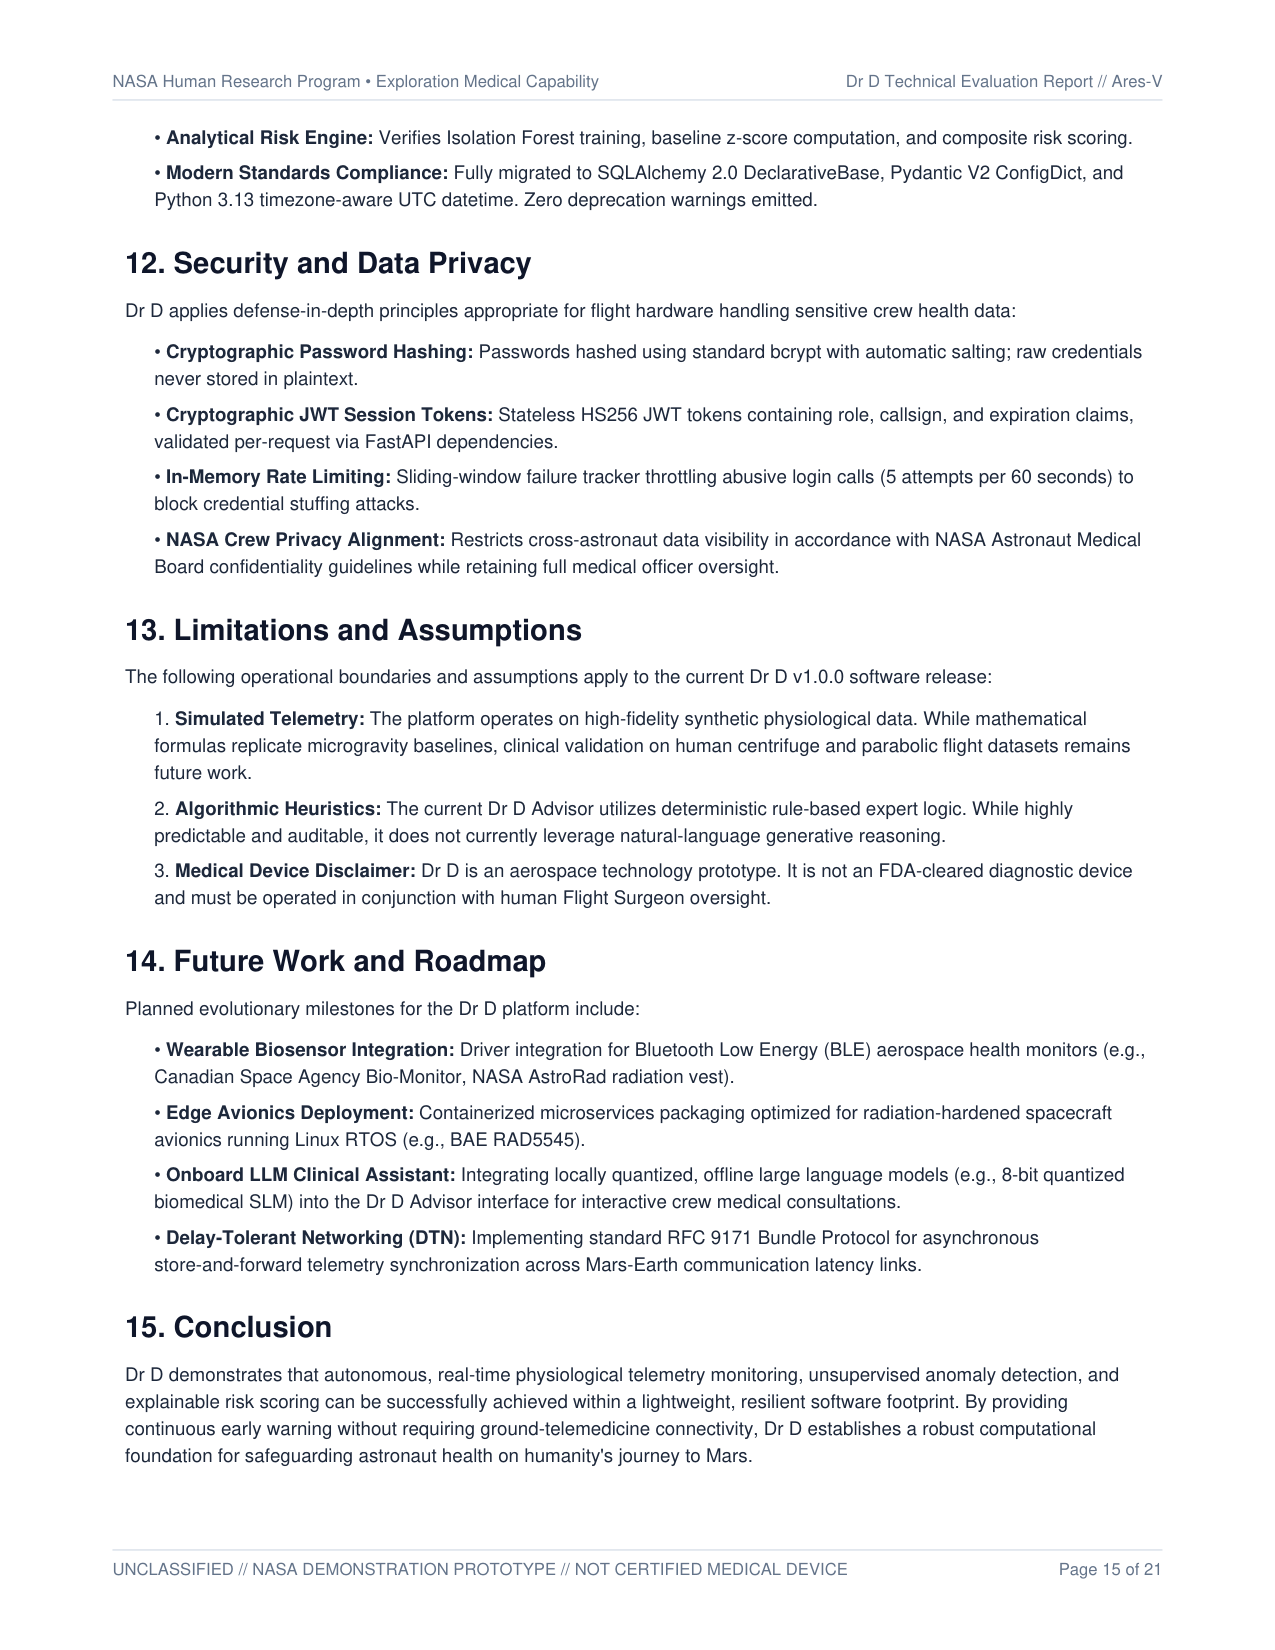 NASA Human Research Program • Exploration Medical Capability
Dr D Technical Evaluation Report // Ares-V
• Analytical Risk Engine: Verifies Isolation Forest training, baseline z-score computation, and composite risk scoring.
• Modern Standards Compliance: Fully migrated to SQLAlchemy 2.0 DeclarativeBase, Pydantic V2 ConfigDict, and
Python 3.13 timezone-aware UTC datetime. Zero deprecation warnings emitted.
12. Security and Data Privacy
Dr D applies defense-in-depth principles appropriate for flight hardware handling sensitive crew health data:
• Cryptographic Password Hashing: Passwords hashed using standard bcrypt with automatic salting; raw credentials
never stored in plaintext.
• Cryptographic JWT Session Tokens: Stateless HS256 JWT tokens containing role, callsign, and expiration claims,
validated per-request via FastAPI dependencies.
• In-Memory Rate Limiting: Sliding-window failure tracker throttling abusive login calls (5 attempts per 60 seconds) to
block credential stuffing attacks.
• NASA Crew Privacy Alignment: Restricts cross-astronaut data visibility in accordance with NASA Astronaut Medical
Board confidentiality guidelines while retaining full medical officer oversight.
13. Limitations and Assumptions
The following operational boundaries and assumptions apply to the current Dr D v1.0.0 software release:
1. Simulated Telemetry: The platform operates on high-fidelity synthetic physiological data. While mathematical
formulas replicate microgravity baselines, clinical validation on human centrifuge and parabolic flight datasets remains
future work.
2. Algorithmic Heuristics: The current Dr D Advisor utilizes deterministic rule-based expert logic. While highly
predictable and auditable, it does not currently leverage natural-language generative reasoning.
3. Medical Device Disclaimer: Dr D is an aerospace technology prototype. It is not an FDA-cleared diagnostic device
and must be operated in conjunction with human Flight Surgeon oversight.
14. Future Work and Roadmap
Planned evolutionary milestones for the Dr D platform include:
• Wearable Biosensor Integration: Driver integration for Bluetooth Low Energy (BLE) aerospace health monitors (e.g.,
Canadian Space Agency Bio-Monitor, NASA AstroRad radiation vest).
• Edge Avionics Deployment: Containerized microservices packaging optimized for radiation-hardened spacecraft
avionics running Linux RTOS (e.g., BAE RAD5545).
• Onboard LLM Clinical Assistant: Integrating locally quantized, offline large language models (e.g., 8-bit quantized
biomedical SLM) into the Dr D Advisor interface for interactive crew medical consultations.
• Delay-Tolerant Networking (DTN): Implementing standard RFC 9171 Bundle Protocol for asynchronous
store-and-forward telemetry synchronization across Mars-Earth communication latency links.
15. Conclusion
Dr D demonstrates that autonomous, real-time physiological telemetry monitoring, unsupervised anomaly detection, and
explainable risk scoring can be successfully achieved within a lightweight, resilient software footprint. By providing
continuous early warning without requiring ground-telemedicine connectivity, Dr D establishes a robust computational
foundation for safeguarding astronaut health on humanity's journey to Mars.
UNCLASSIFIED // NASA DEMONSTRATION PROTOTYPE // NOT CERTIFIED MEDICAL DEVICE
Page 15 of 21